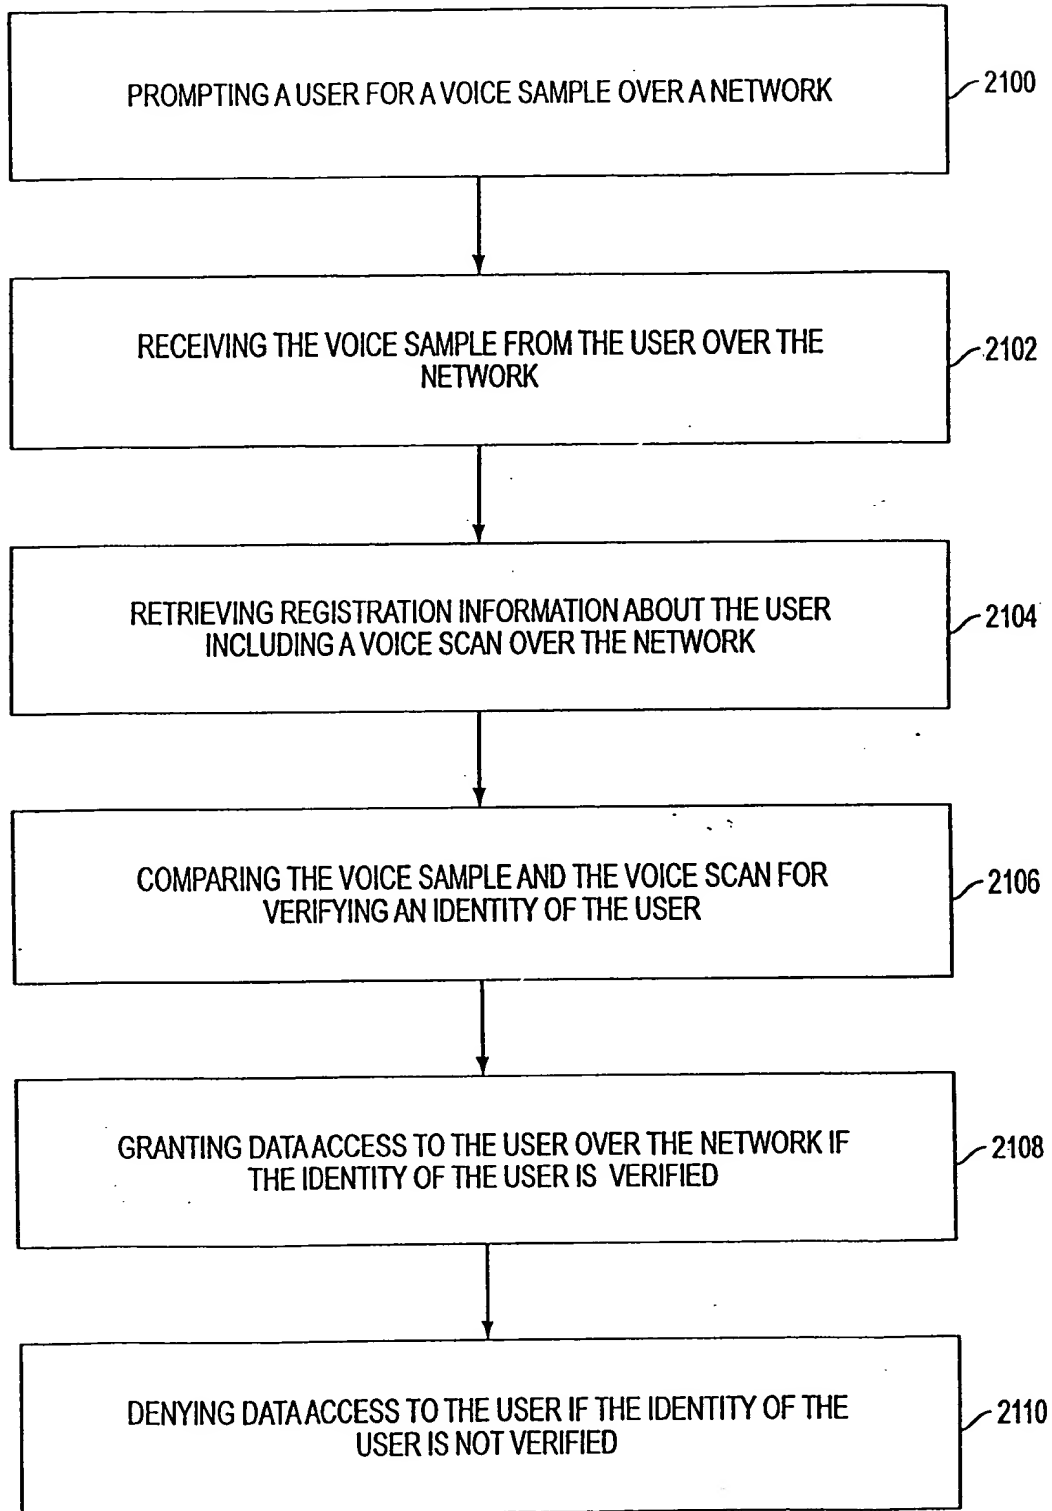 PROMPTING A USER FOR A VOICE SAMPLE OVER A NETWORK
2100
RECEIVING THE VOICE SAMPLE FROM THE USER OVER THE
NETWORK
2102
RETRIEVING REGISTRATION INFORMATION ABOUT THE USER
INCLUDING A VOICE SCAN OVER THE NETWORK
2104
COMPARING THE VOICE SAMPLE AND THE VOICE SCAN FOR
VERIFYING AN IDENTITY OF THE USER
2106
GRANTING DATA ACCESS TO THE USER OVER THE NETWORK IF
THE IDENTITY OF THE USER IS VERIFIED
2108
DENYING DATA ACCESS TO THE USER IF THE IDENTITY OF THE
USER IS NOT VERIFIED
2110